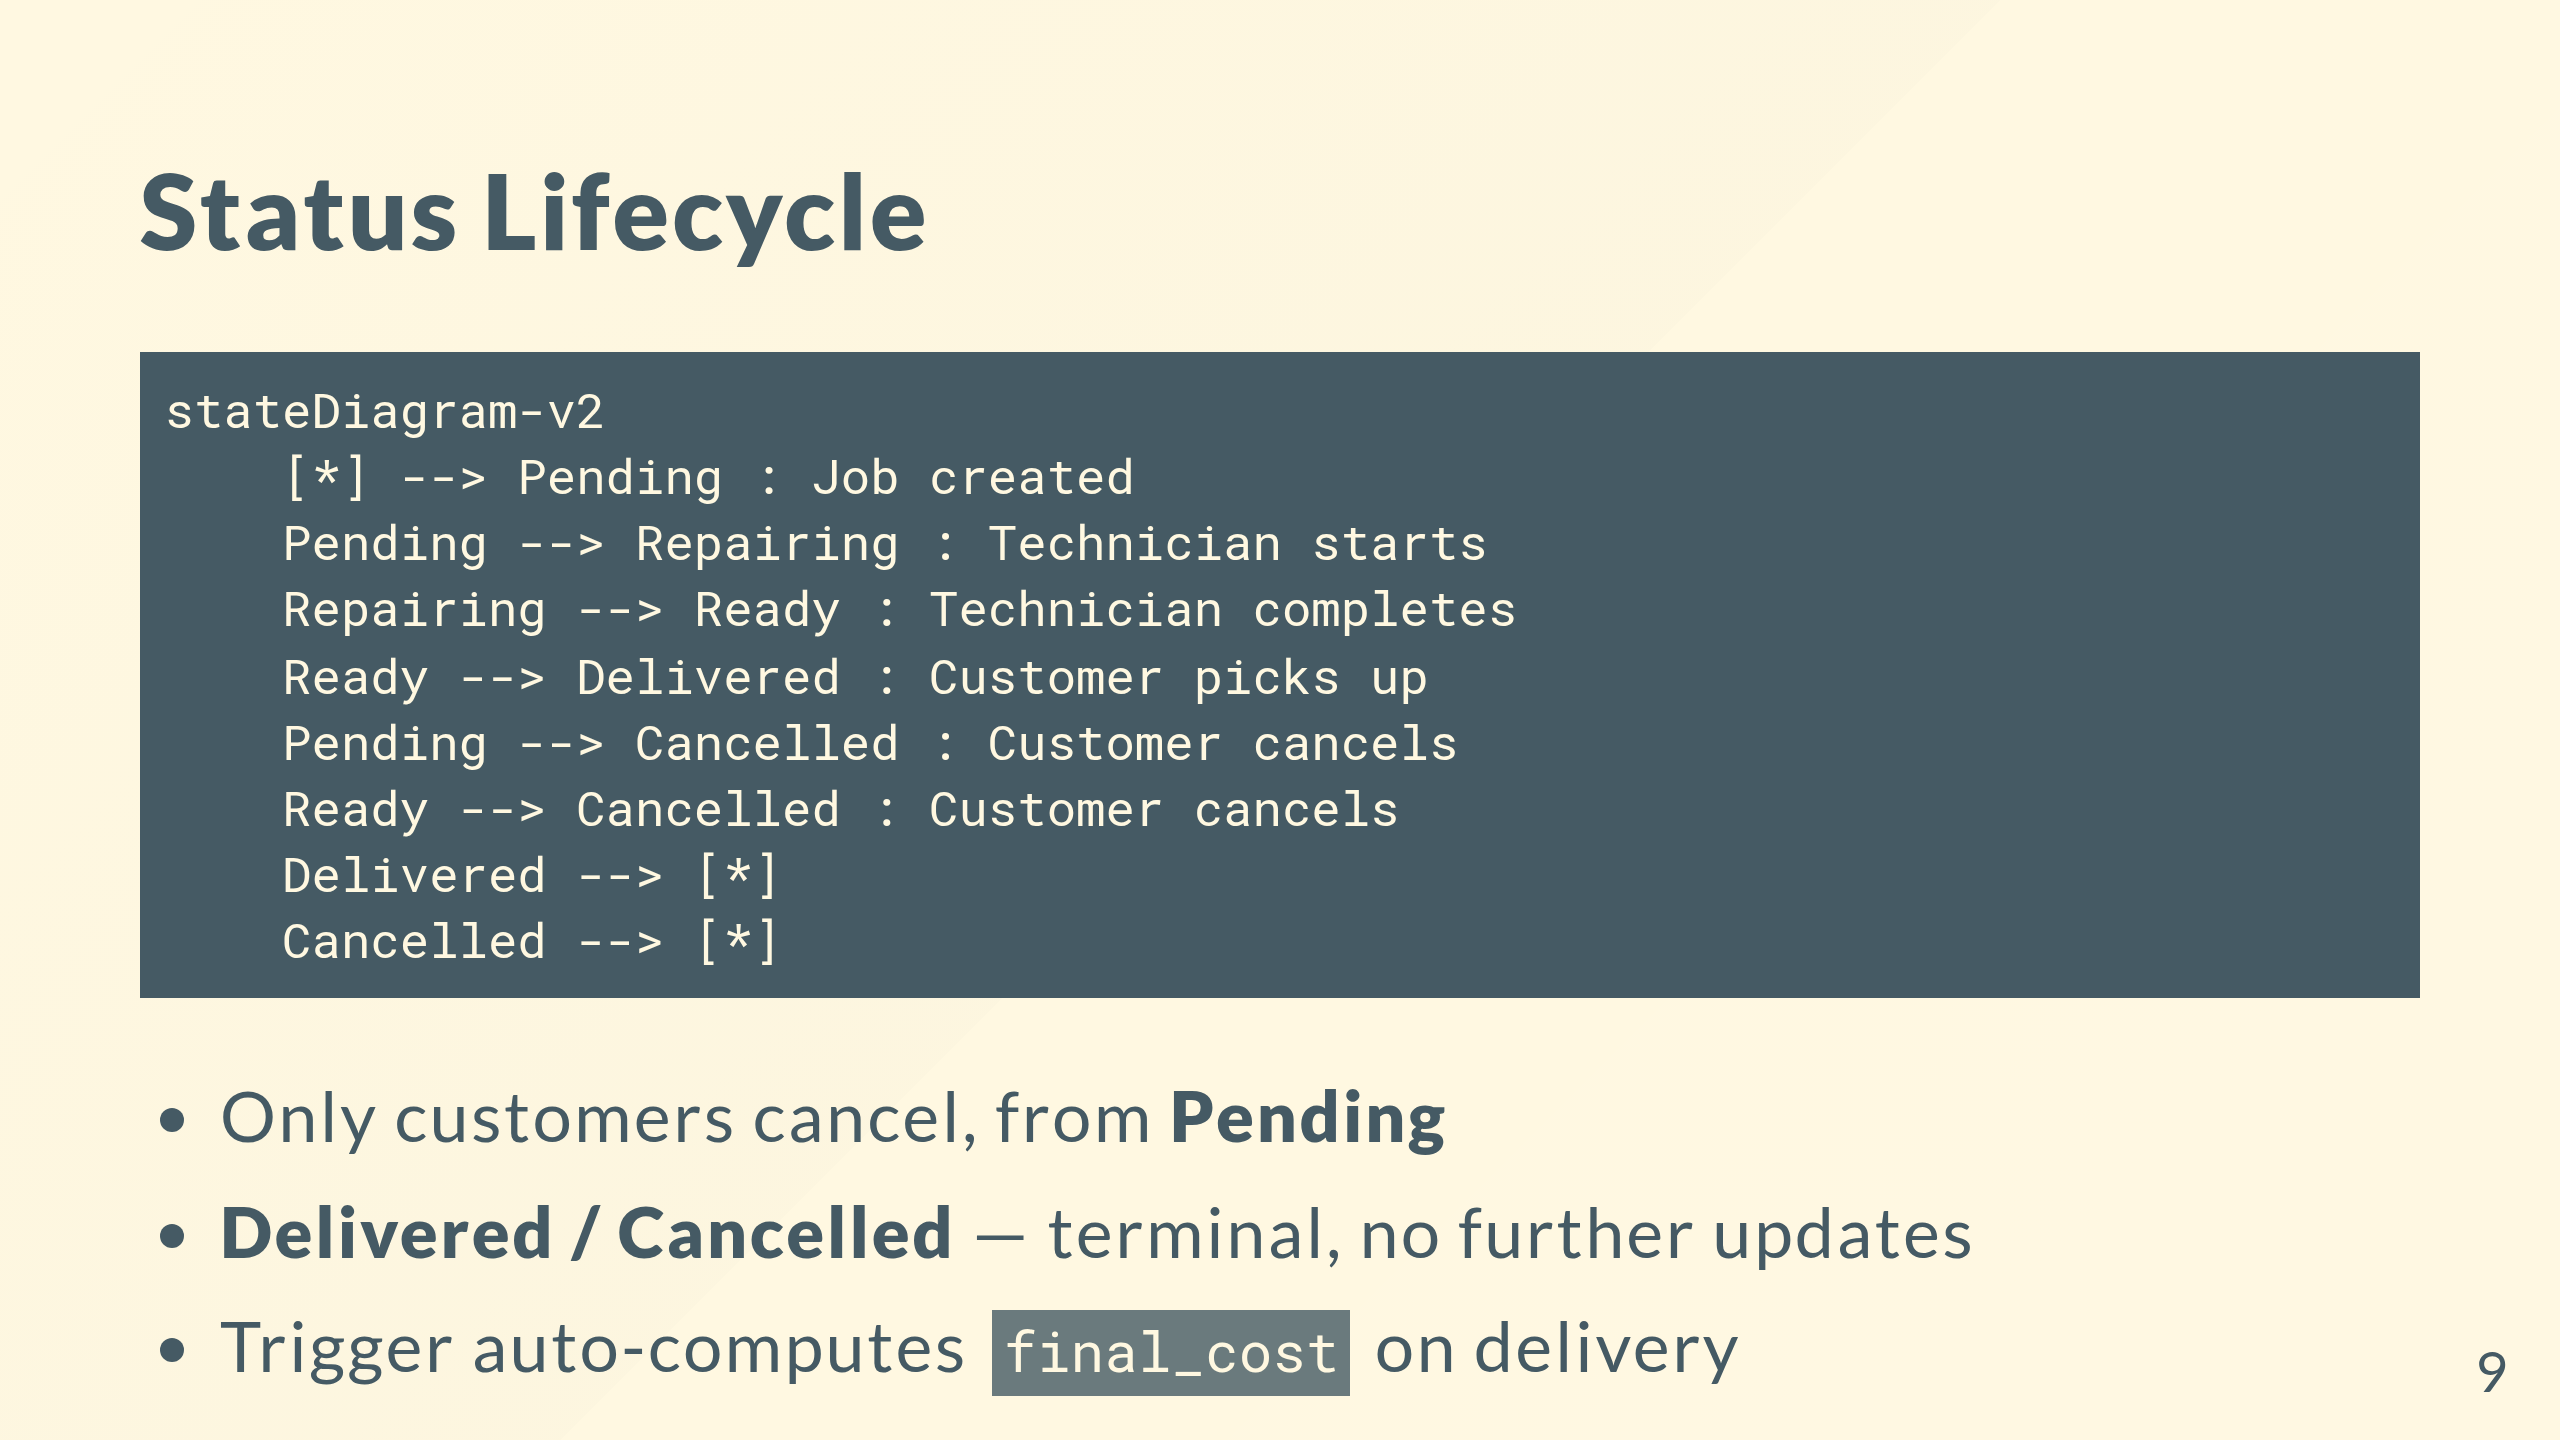 Status Lifecycle
stateDiagram-v2
    [*] --> Pending : Job created
    Pending --> Repairing : Technician starts
    Repairing --> Ready : Technician completes
    Ready --> Delivered : Customer picks up
    Pending --> Cancelled : Customer cancels
    Ready --> Cancelled : Customer cancels
    Delivered --> [*]
    Cancelled --> [*]
• Only customers cancel, from Pending
• Delivered / Cancelled — terminal, no further updates
• Trigger auto-computes final_cost on delivery
9